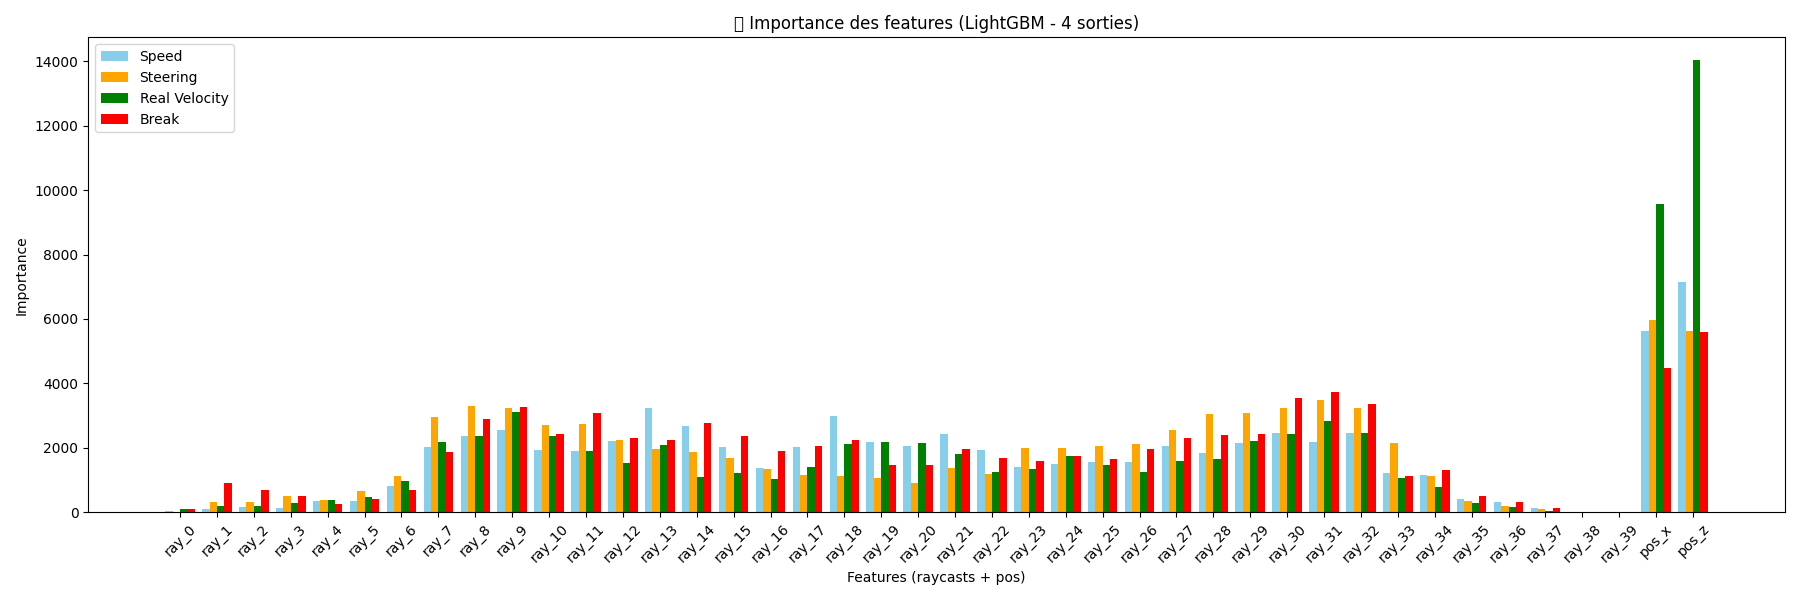 Importance des features (LightGBM - 4 sorties)
Speed
Steering
Real Velocity
Break
Importance
14000
12000
10000
8000
6000
4000
2000
0
ray_0
ray_1
ray_2
ray_3
ray_4
ray_5
ray_6
ray_7
ray_8
ray_9
ray_10
ray_11
ray_12
ray_13
ray_14
ray_15
ray_16
ray_17
ray_18
ray_19
ray_20
ray_21
ray_22
ray_23
ray_24
ray_25
ray_26
ray_27
ray_28
ray_29
ray_30
ray_31
ray_32
ray_33
ray_34
ray_35
ray_36
ray_37
ray_38
ray_39
pos_x
pos_z
Features (raycasts + pos)